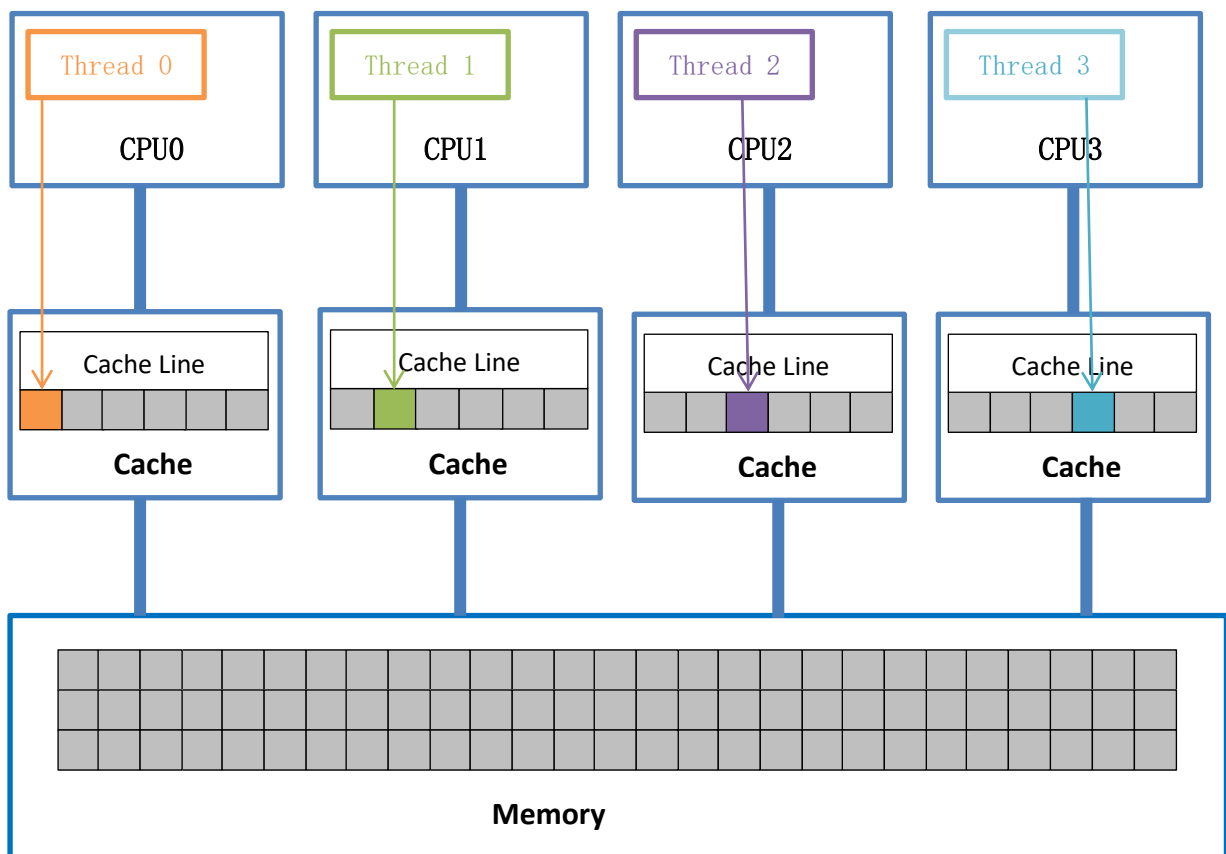 Thread 0
Thread 1
Thread 2
Thread 3
CPU0
CPU1
CPU2
CPU3
Cache Line
Cache Line
Cache Line
Cache Line
Cache
Cache
Cache
Cache
Memory